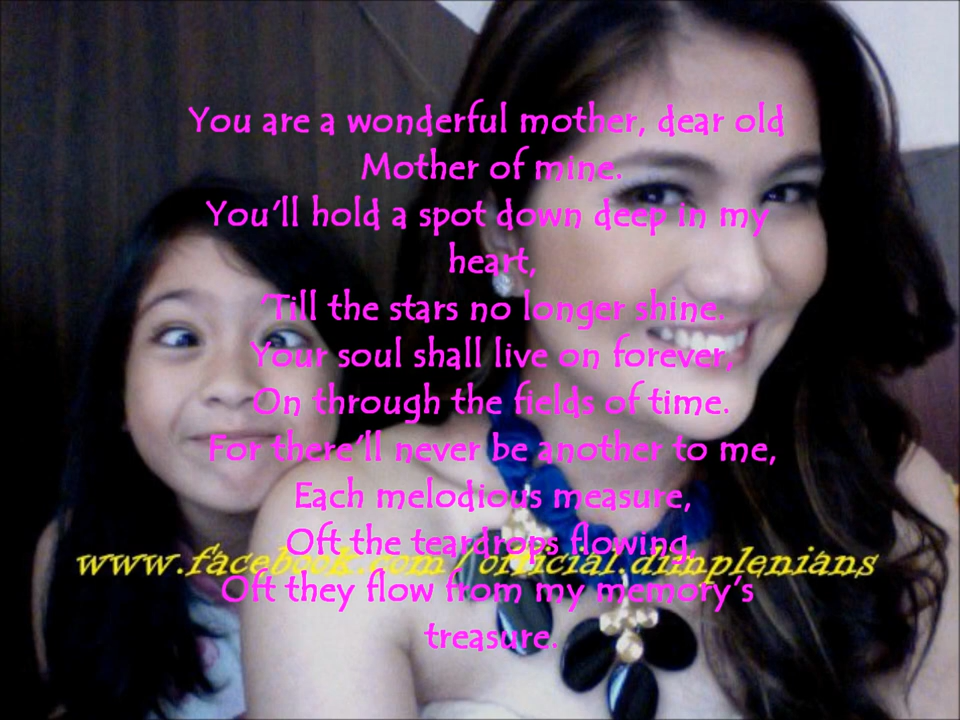 You are a wonderful mother, dear old
Mother of mine.
You'll hold a spot down deep in my
heart,
'Till the stars no longer shine.
Your soul shall live on forever,
On through the fields of time.
For there'll never be another to me,
Each melodious measure,
Oft the teardrops flowing,
www.facebook.com/official.dimplenians
Oft they flow from my memory's
treasure.